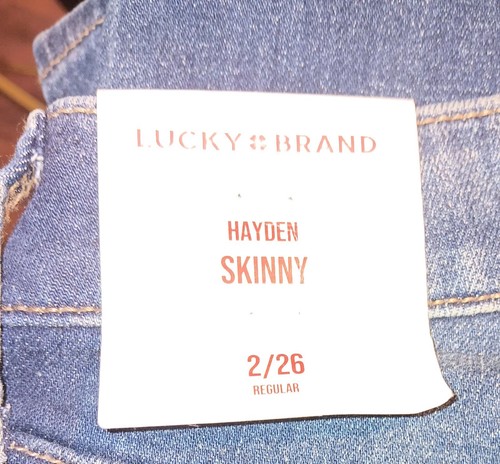 LUCKY BRAND
HAYDEN
SKINNY
2/26
REGULAR